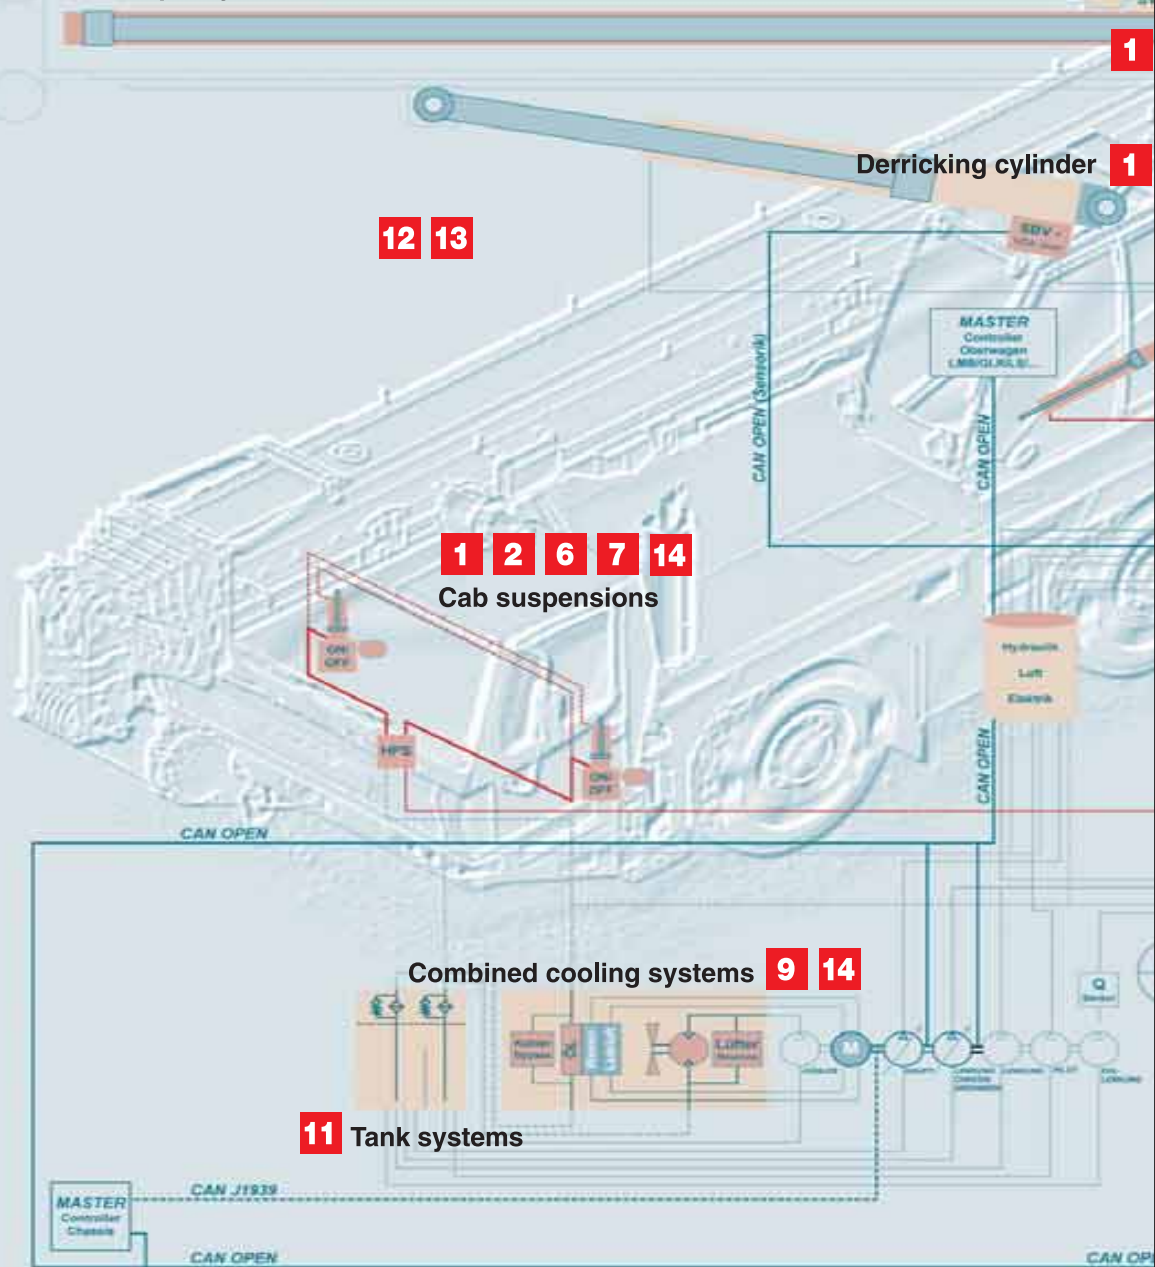 1
Derricking cylinder 1
12 13
SDV -
MASTER
Controller
Oberwagen
CAN OPEN (Sensorik)
CAN OPEN
1 2 6 7 14
Cab suspensions
ON/
OFF
Hydraulik
Luft
Elektrik
HPS
ON/
OFF
CAN OPEN
CAN OPEN
Combined cooling systems 9 14
Q
Sensor
Lüfter
M
11 Tank systems
CAN J1939
MASTER
Controller
Chassis
CAN OPEN